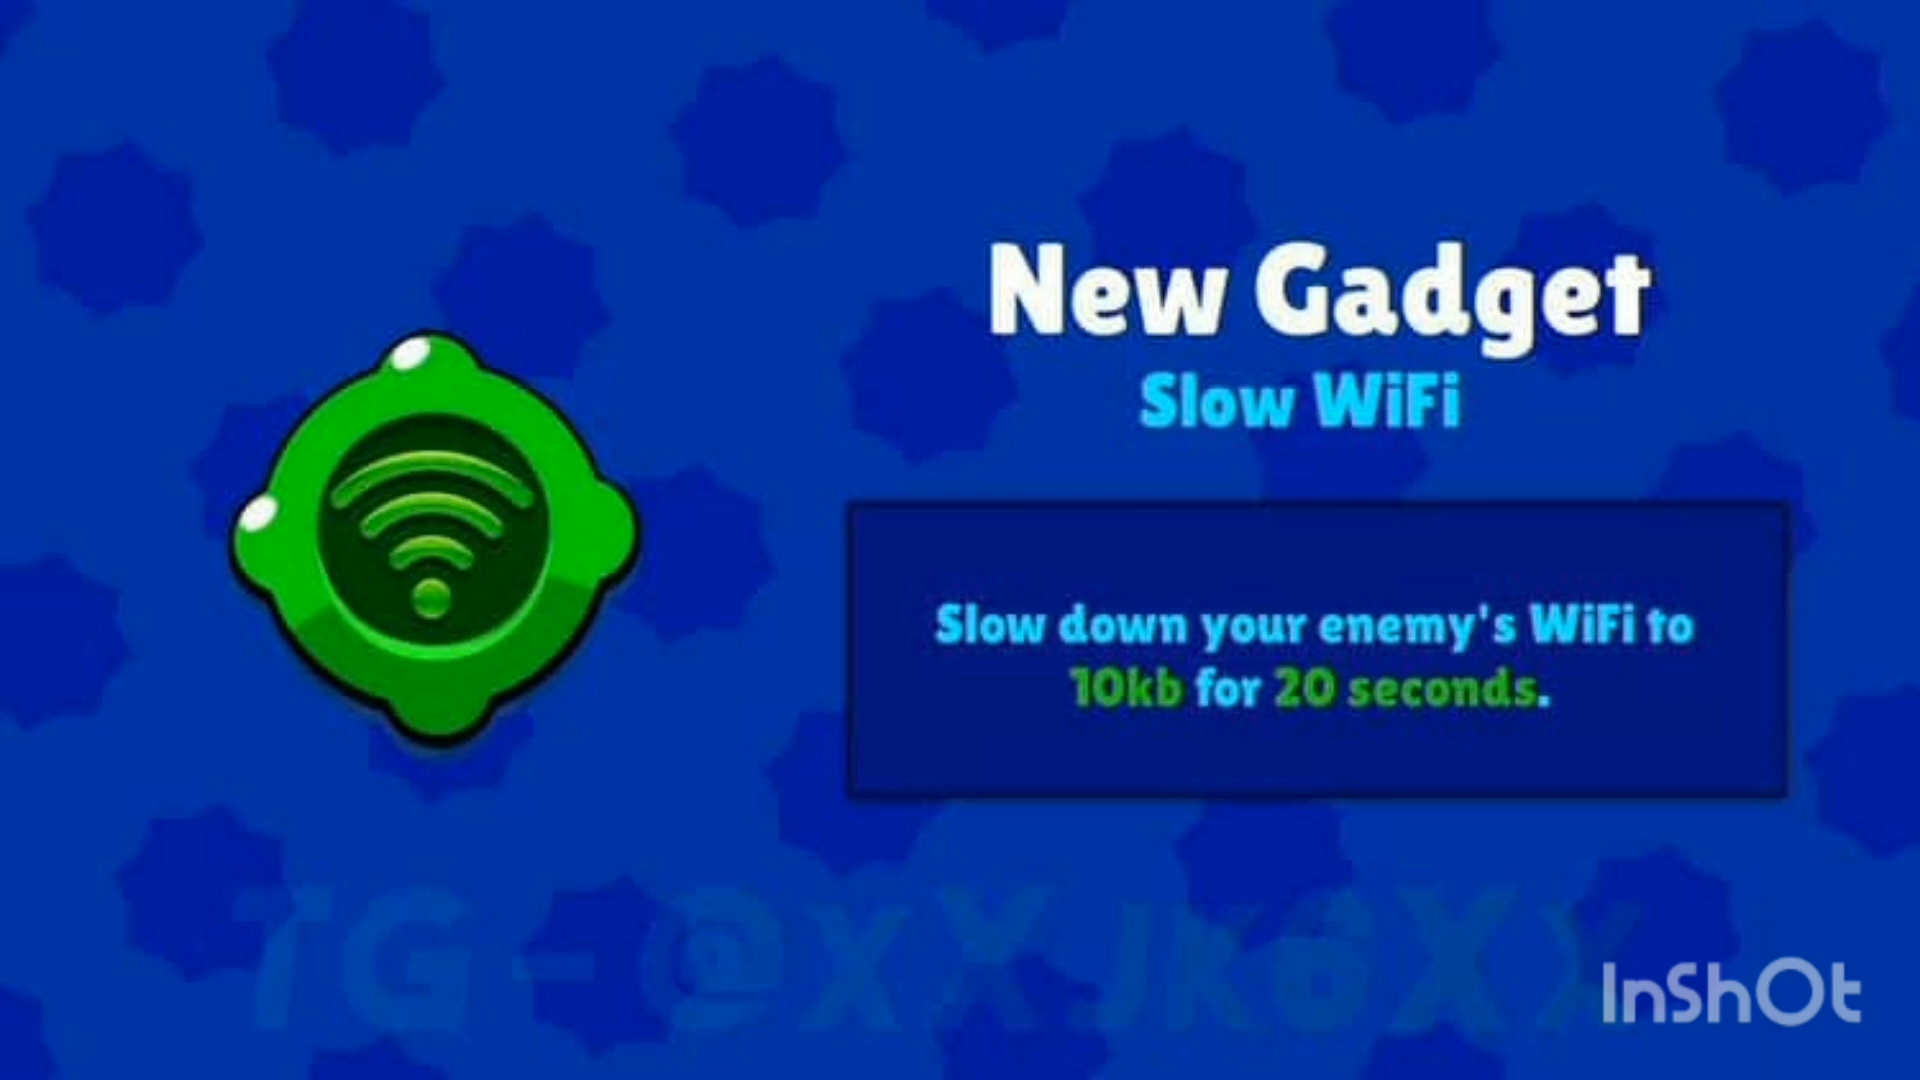 New Gadget
Slow WiFi
Slow down your enemy's WiFi to
10kb for 20 seconds.
InShOt